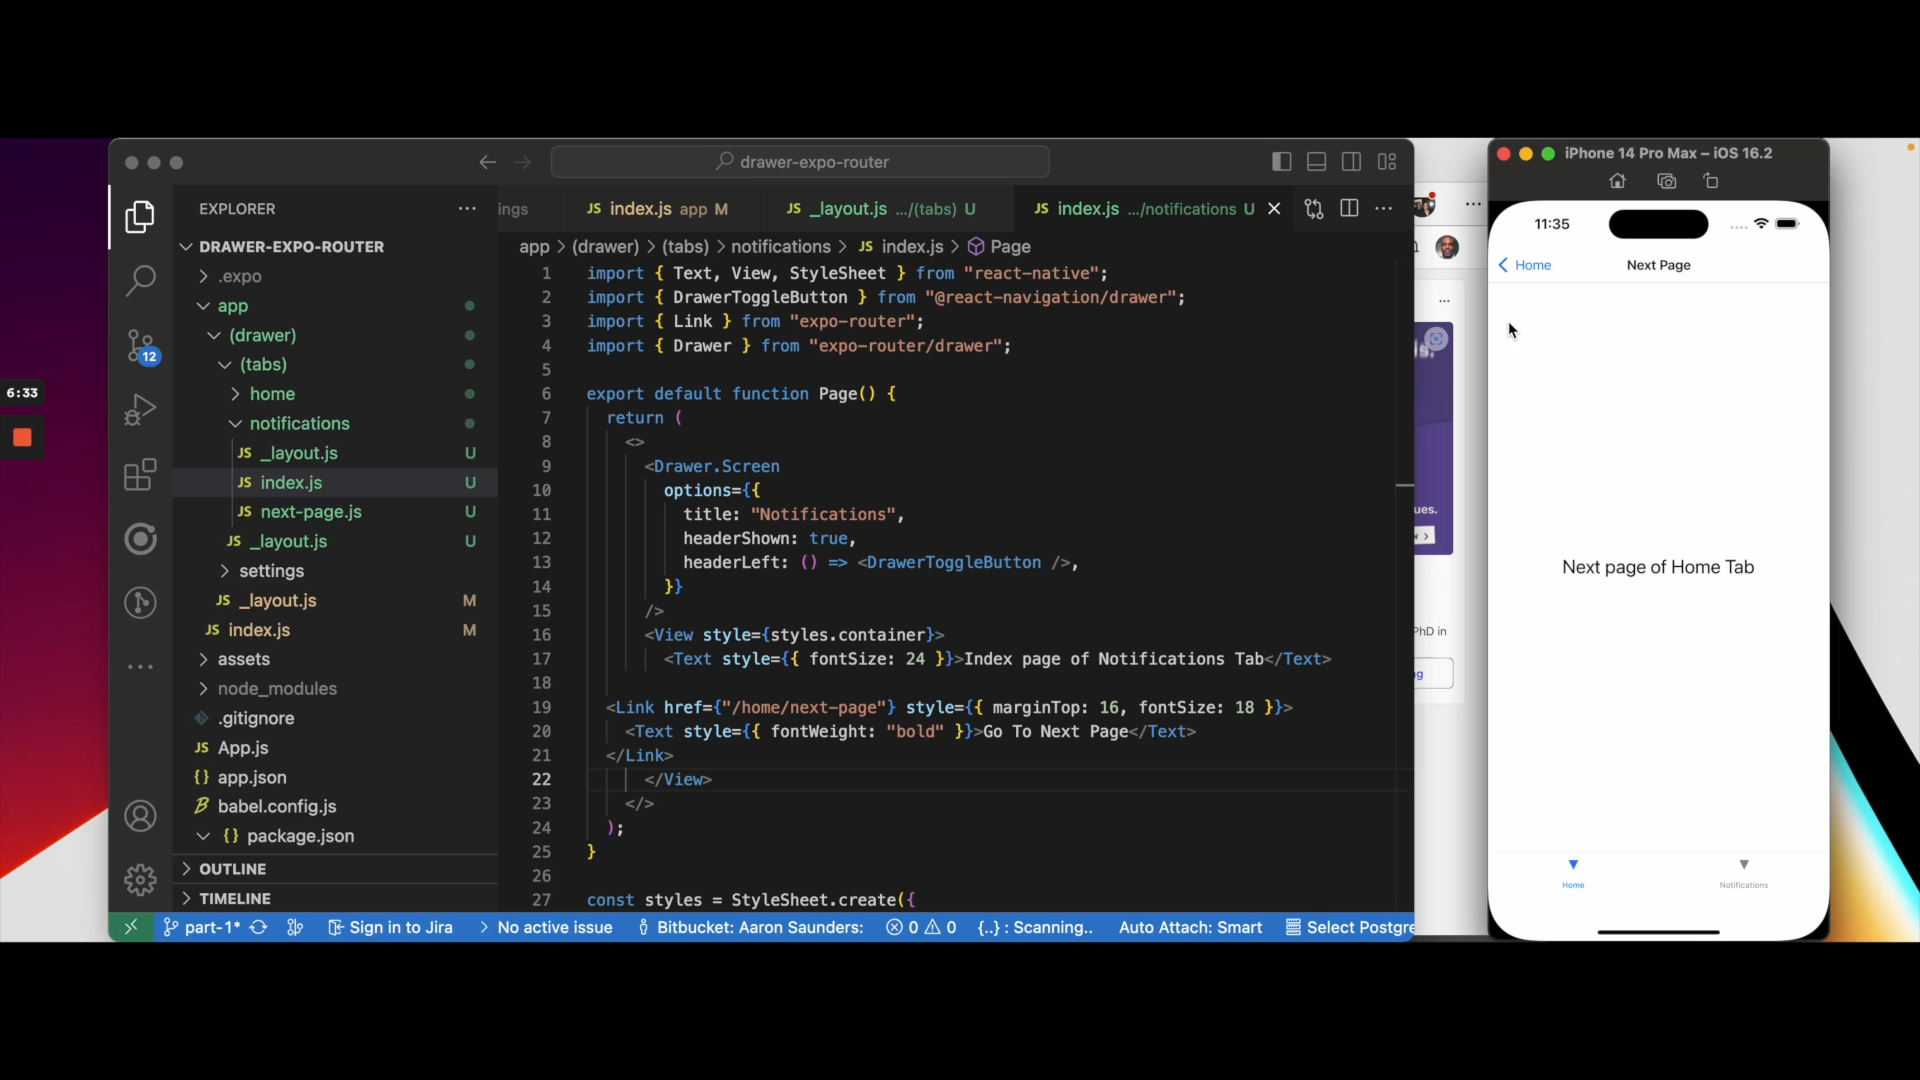 drawer-expo-router
iPhone 14 Pro Max – iOS 16.2
EXPLORER
ings
JS index.js app M
JS _layout.js .../(tabs) U
JS index.js .../notifications U
DRAWER-EXPO-ROUTER
.expo
app
(drawer)
(tabs)
home
notifications
JS _layout.js U
JS index.js U
JS next-page.js U
JS _layout.js U
settings
JS _layout.js M
JS index.js M
assets
node_modules
.gitignore
JS App.js
{} app.json
babel.config.js
{} package.json
OUTLINE
TIMELINE
12
6:33
app > (drawer) > (tabs) > notifications > JS index.js > Page
1 import { Text, View, StyleSheet } from "react-native";
2 import { DrawerToggleButton } from "@react-navigation/drawer";
3 import { Link } from "expo-router";
4 import { Drawer } from "expo-router/drawer";
5
6 export default function Page() {
7 return (
8 <>
9 <Drawer.Screen
10 options={{
11 title: "Notifications",
12 headerShown: true,
13 headerLeft: () => <DrawerToggleButton />,
14 }}
15 />
16 <View style={styles.container}>
17 <Text style={{ fontSize: 24 }}>Index page of Notifications Tab</Text>
18
19 <Link href={"/home/next-page"} style={{ marginTop: 16, fontSize: 18 }}>
20 <Text style={{ fontWeight: "bold" }}>Go To Next Page</Text>
21 </Link>
22 </View>
23 </>
24 );
25 }
26
27 const styles = StyleSheet.create({
part-1*
Sign in to Jira
No active issue
Bitbucket: Aaron Saunders:
0
0
{..} : Scanning..
Auto Attach: Smart
Select Postgre
ues.
PhD in
11:35
Home
Next Page
Next page of Home Tab
Home
Notifications